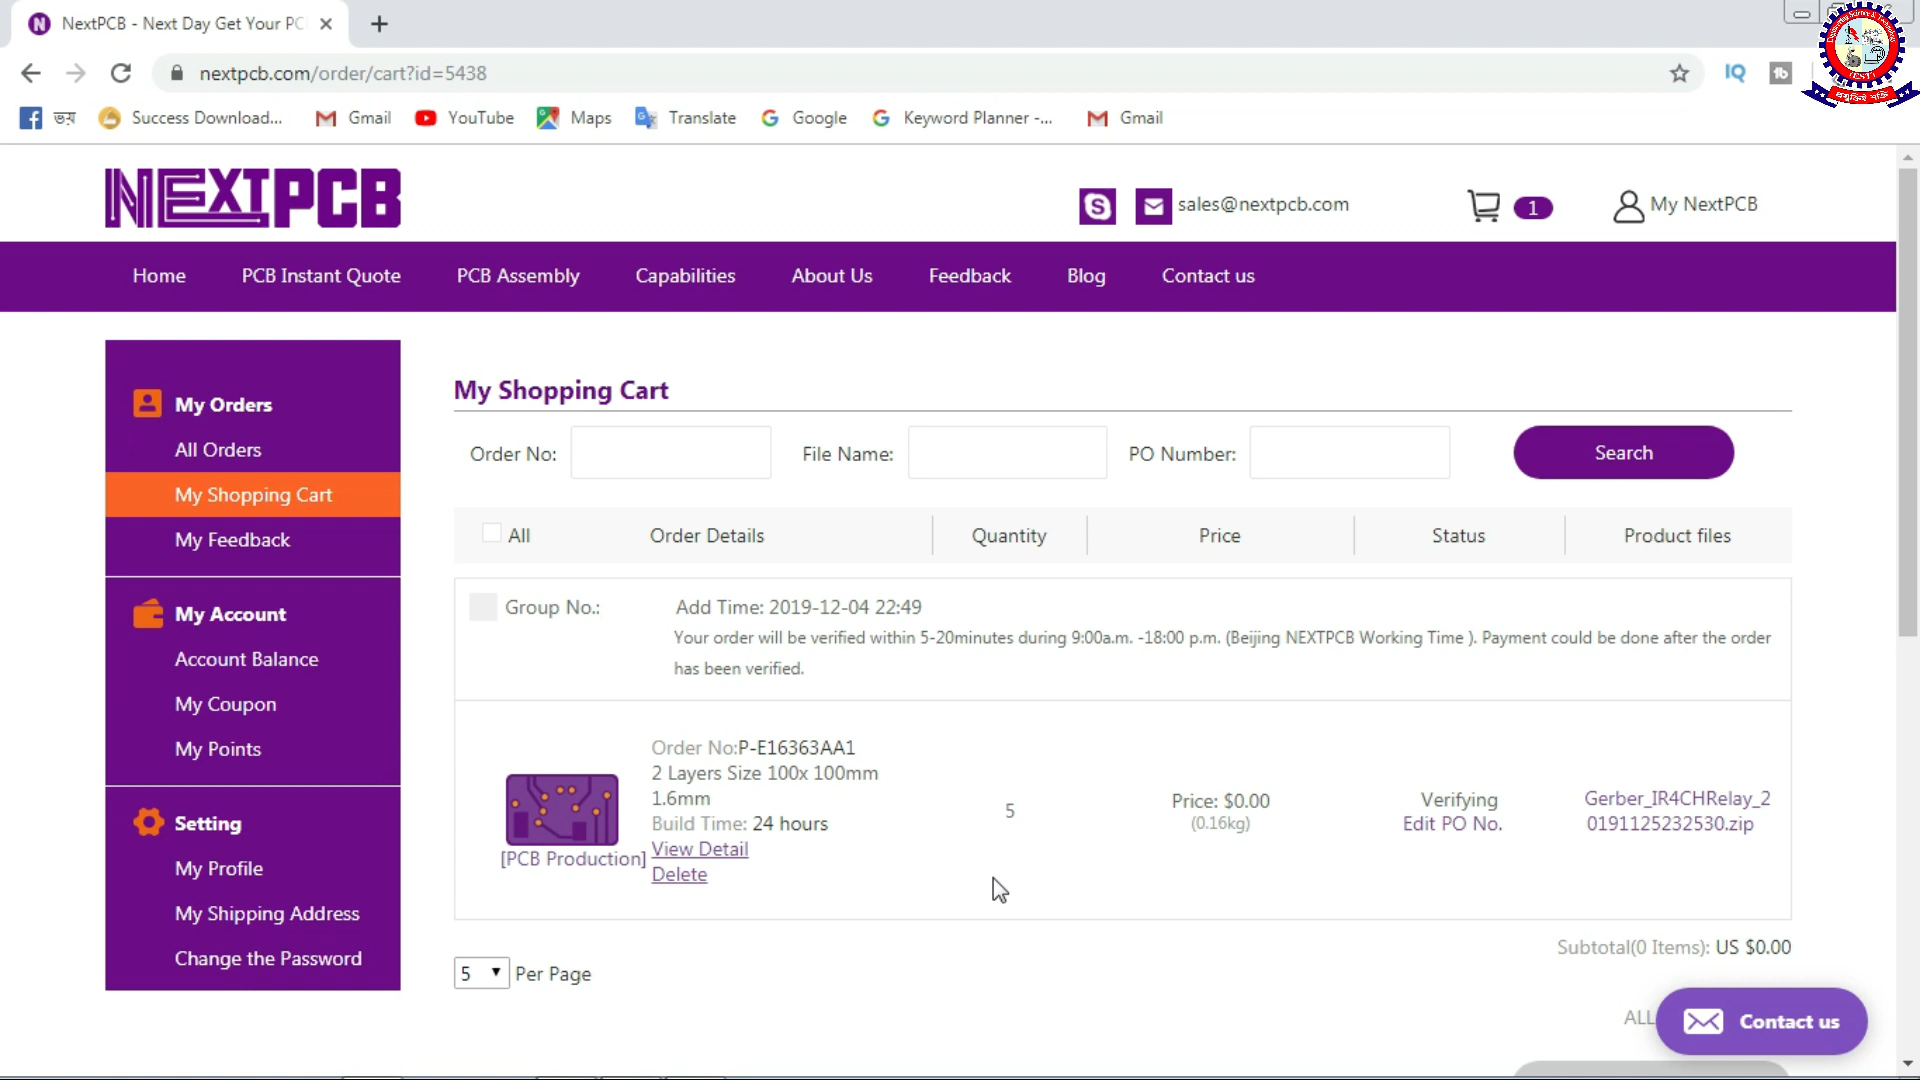 NextPCB - Next Day Get Your PC
nextpcb.com/order/cart?id=5438
ভয়
Success Download...
Gmail
YouTube
Maps
Translate
Google
Keyword Planner -...
Gmail
NEXTPCB
sales@nextpcb.com
1
My NextPCB
Home
PCB Instant Quote
PCB Assembly
Capabilities
About Us
Feedback
Blog
Contact us
My Orders
All Orders
My Shopping Cart
My Feedback
My Account
Account Balance
My Coupon
My Points
Setting
My Profile
My Shipping Address
Change the Password
My Shopping Cart
Order No:
File Name:
PO Number:
Search
All
Order Details
Quantity
Price
Status
Product files
Group No.:
Add Time: 2019-12-04 22:49
Your order will be verified within 5-20minutes during 9:00a.m. -18:00 p.m. (Beijing NEXTPCB Working Time ). Payment could be done after the order
has been verified.
[PCB Production]
Order No:P-E16363AA1
2 Layers Size 100x 100mm
1.6mm
Build Time: 24 hours
View Detail
Delete
5
Price: $0.00
(0.16kg)
Verifying
Edit PO No.
Gerber_IR4CHRelay_2
0191125232530.zip
Subtotal(0 Items): US $0.00
5 Per Page
ALL
Contact us